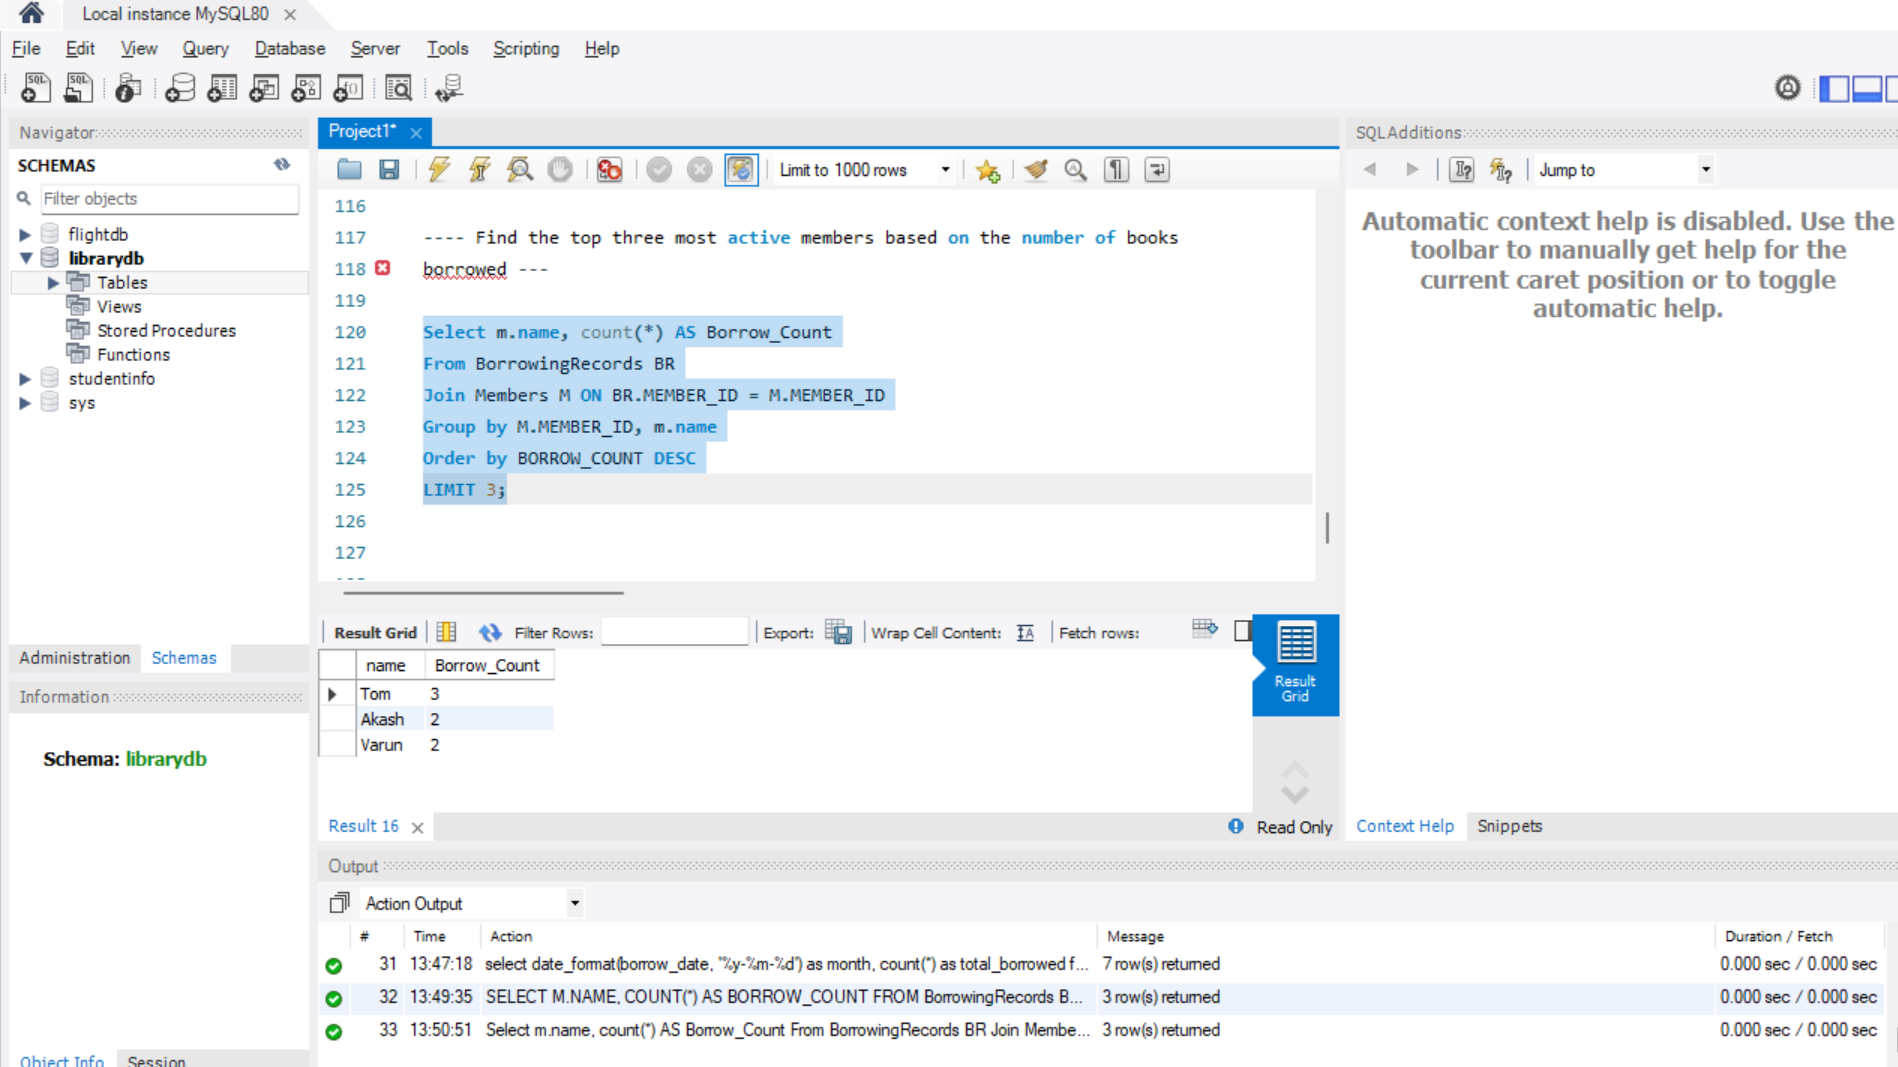 Local instance MySQL80
File Edit View Query Database Server Tools Scripting Help
Navigator
SCHEMAS
Filter objects
flightdb
librarydb
Tables
Views
Stored Procedures
Functions
studentinfo
sys
Administration Schemas
Information
Schema: librarydb
Object Info Session
Project1*
Limit to 1000 rows
116
117 ---- Find the top three most active members based on the number of books
118 borrowed ---
119
120 Select m.name, count(*) AS Borrow_Count
121 From BorrowingRecords BR
122 Join Members M ON BR.MEMBER_ID = M.MEMBER_ID
123 Group by M.MEMBER_ID, m.name
124 Order by BORROW_COUNT DESC
125 LIMIT 3;
126
127
Result Grid Filter Rows: Export: Wrap Cell Content: Fetch rows:
name Borrow_Count
Tom 3
Akash 2
Varun 2
Result Grid
Result 16
Read Only
SQLAdditions
Jump to
Automatic context help is disabled. Use the
toolbar to manually get help for the
current caret position or to toggle
automatic help.
Context Help Snippets
Output
Action Output
# Time Action Message Duration / Fetch
31 13:47:18 select date_format(borrow_date, "%y-%m-%d") as month, count(*) as total_borrowed f... 7 row(s) returned 0.000 sec / 0.000 sec
32 13:49:35 SELECT M.NAME, COUNT(*) AS BORROW_COUNT FROM BorrowingRecords B... 3 row(s) returned 0.000 sec / 0.000 sec
33 13:50:51 Select m.name, count(*) AS Borrow_Count From BorrowingRecords BR Join Membe... 3 row(s) returned 0.000 sec / 0.000 sec